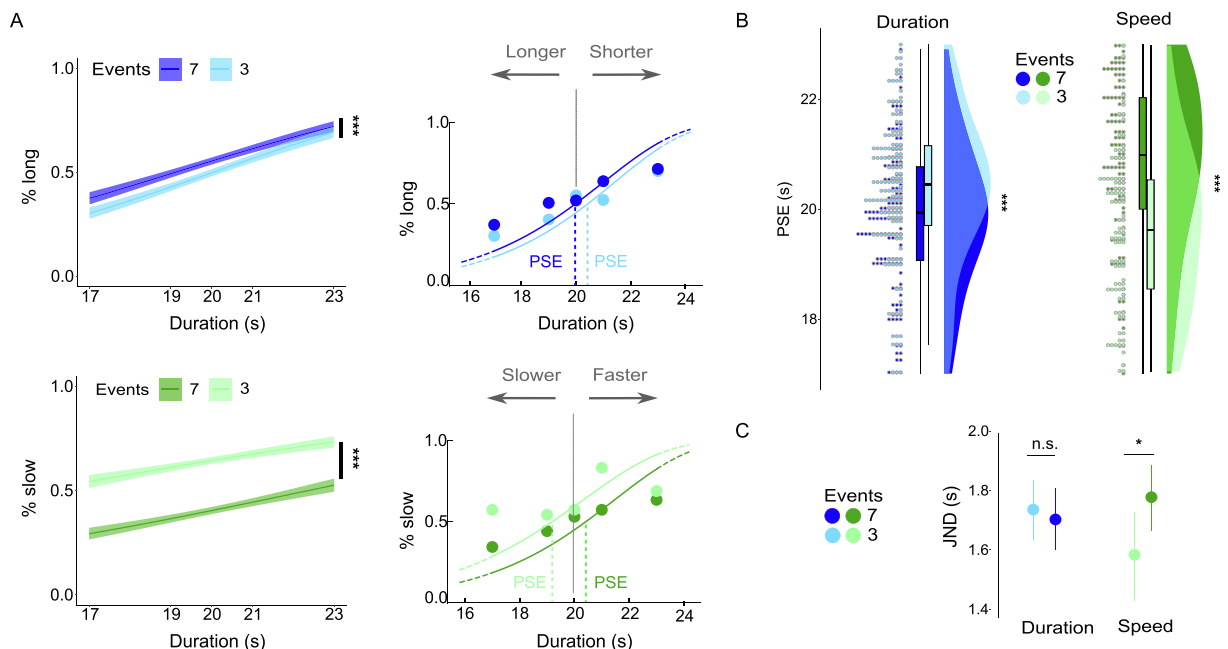 A
Events 7 3
1.0
0.5
0.0
% long
17 19 20 21 23
Duration (s)
***
Longer Shorter
1.0
0.5
0.0
% long
PSE PSE
16 18 20 22 24
Duration (s)
Events 7 3
1.0
0.5
0.0
% slow
17 19 20 21 23
Duration (s)
***
Slower Faster
1.0
0.5
0.0
% slow
PSE PSE
16 18 20 22 24
Duration (s)
B
Duration
Speed
Events
7
3
22
20
18
PSE (s)
***
***
C
Events
7
3
2.0
1.8
1.6
1.4
JND (s)
n.s.
*
Duration Speed